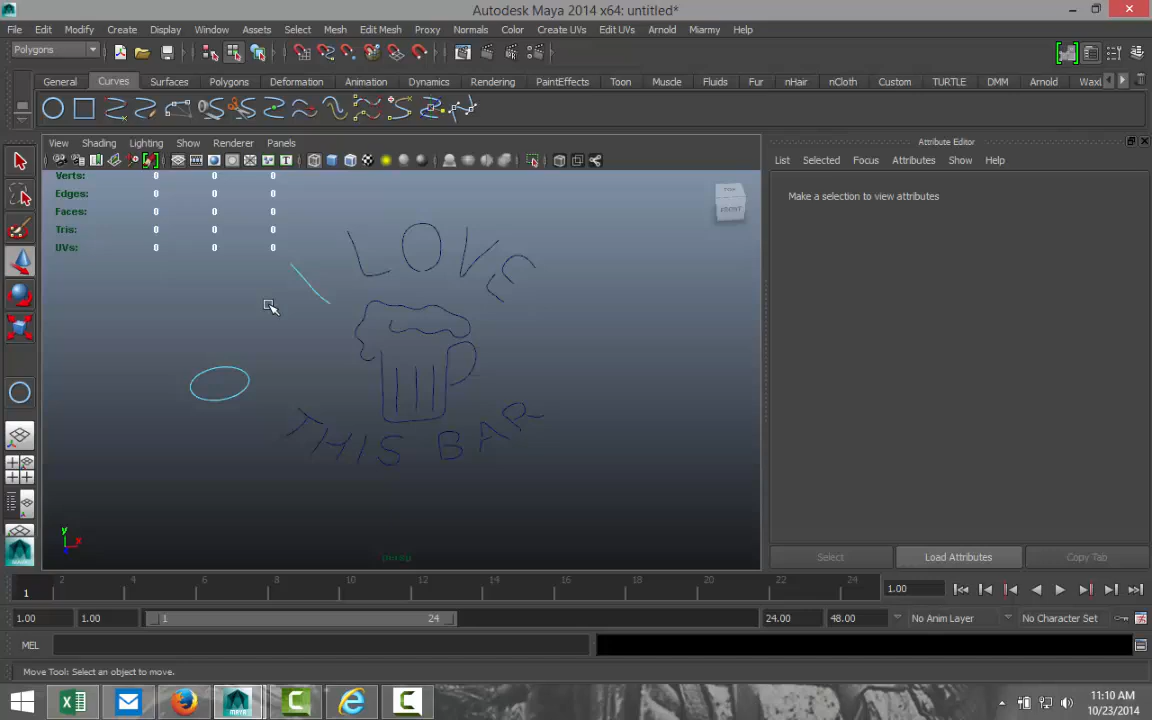 Autodesk Maya 2014 x64: untitled*
File Edit Modify Create Display Window Assets Select Mesh Edit Mesh Proxy Normals Color Create UVs Edit UVs Arnold Marmy Help
Polygons
General Curves Surfaces Polygons Deformation Animation Dynamics Rendering PaintEffects Toon Muscle Fluids Fur nHair nCloth Custom TURTLE DMM Arnold Waxl
View Shading Lighting Show Renderer Panels
Attribute Editor
List Selected Focus Attributes Show Help
Verts: 0 0 0
Edges: 0 0 0
Faces: 0 0 0
Tris: 0 0 0
UVs: 0 0 0
Make a selection to view attributes
FRONT
LOVE
THIS BAR
y
x
persp
Select Load Attributes Copy Tab
2 4 6 8 10 12 14 16 18 20 22 24
1
1.00
1.00 1.00 1 24 24.00 48.00 No Anim Layer No Character Set
MEL
Move Tool: Select an object to move.
11:10 AM
10/23/2014